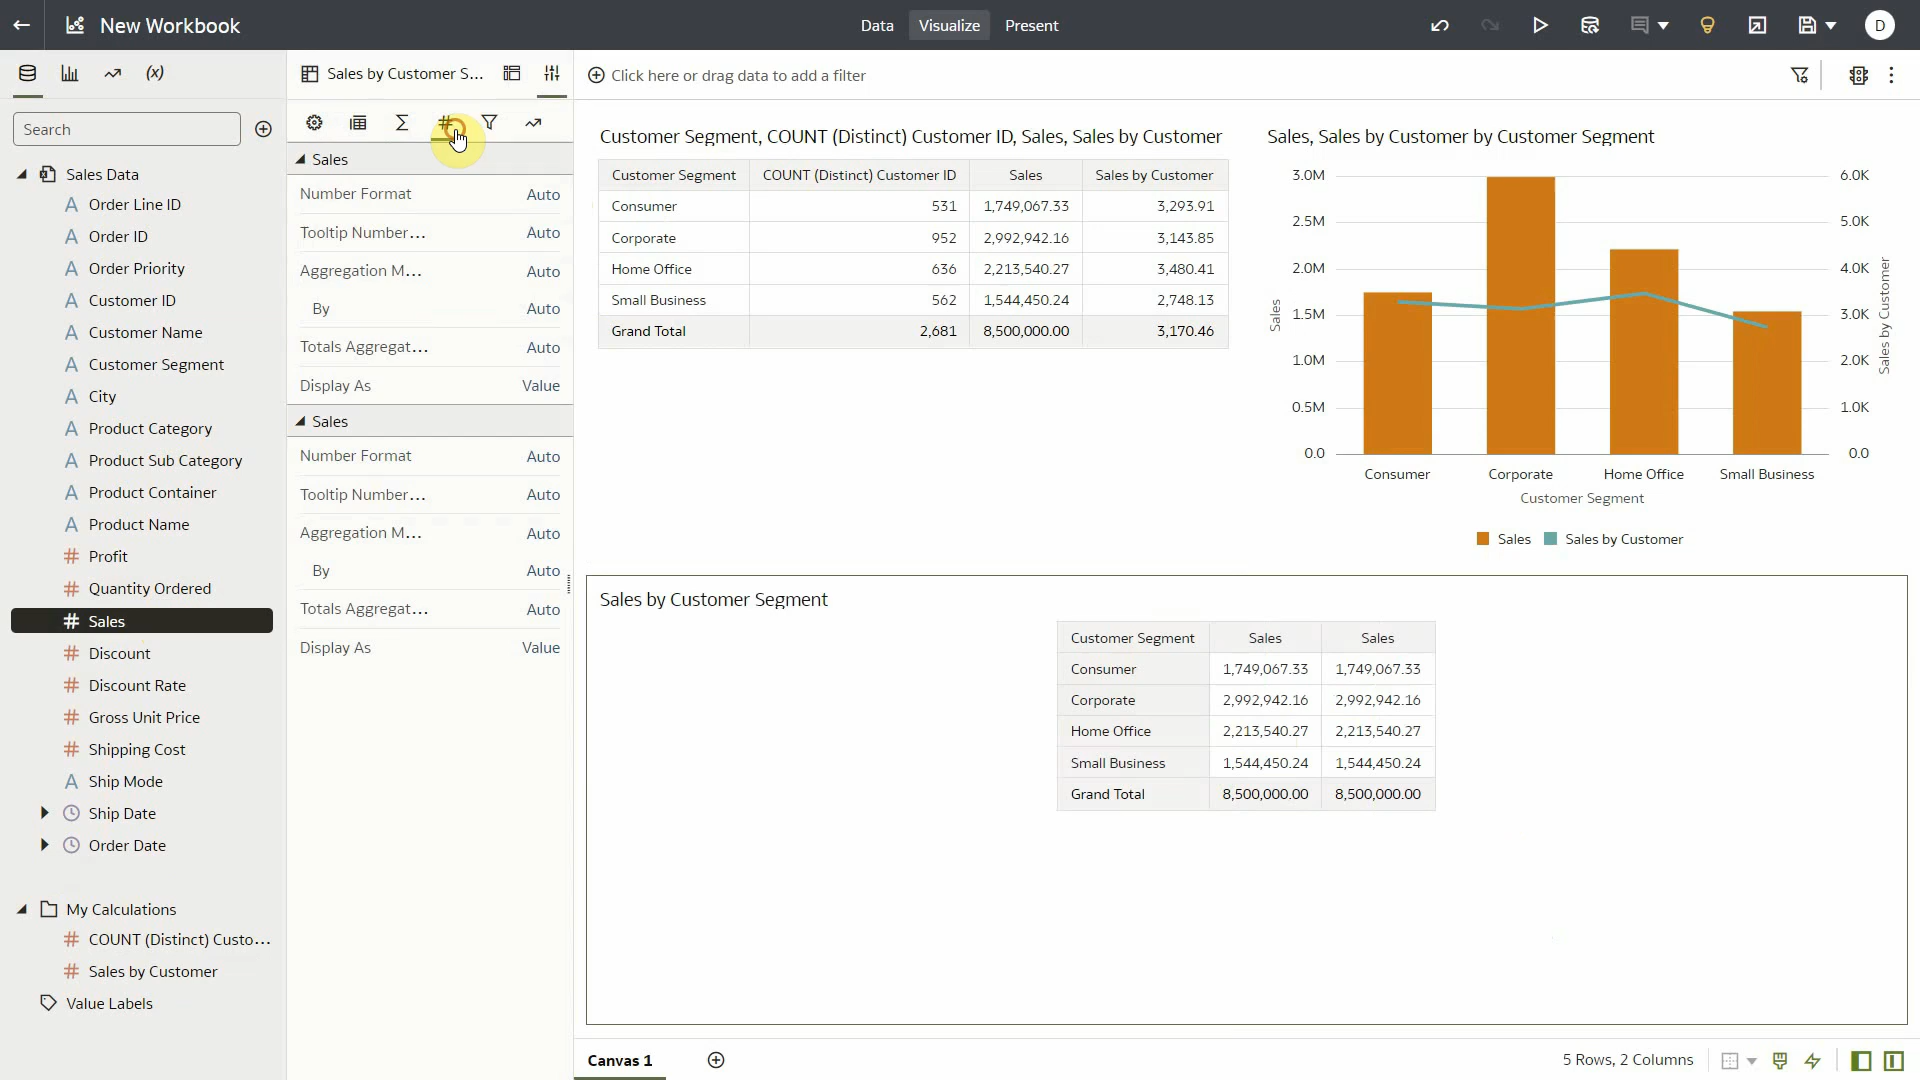 New Workbook
Data
Visualize
Present
D
(x)
Search
Sales Data
Order Line ID
Order ID
Order Priority
Customer ID
Customer Name
Customer Segment
City
Product Category
Product Sub Category
Product Container
Product Name
Profit
Quantity Ordered
Sales
Discount
Discount Rate
Gross Unit Price
Shipping Cost
Ship Mode
Ship Date
Order Date
My Calculations
COUNT (Distinct) Custo...
Sales by Customer
Value Labels
Sales by Customer S...
Sales
Number Format Auto
Tooltip Number... Auto
Aggregation M... Auto
By Auto
Totals Aggregat... Auto
Display As Value
Sales
Number Format Auto
Tooltip Number... Auto
Aggregation M... Auto
By Auto
Totals Aggregat... Auto
Display As Value
Click here or drag data to add a filter
Customer Segment, COUNT (Distinct) Customer ID, Sales, Sales by Customer
Customer Segment COUNT (Distinct) Customer ID Sales Sales by Customer
Consumer 531 1,749,067.33 3,293.91
Corporate 952 2,992,942.16 3,143.85
Home Office 636 2,213,540.27 3,480.41
Small Business 562 1,544,450.24 2,748.13
Grand Total 2,681 8,500,000.00 3,170.46
Sales, Sales by Customer by Customer Segment
3.0M 6.0K
2.5M 5.0K
2.0M 4.0K
1.5M 3.0K
1.0M 2.0K
0.5M 1.0K
0.0 0.0
Sales
Sales by Customer
Consumer Corporate Home Office Small Business
Customer Segment
Sales Sales by Customer
Sales by Customer Segment
Customer Segment Sales Sales
Consumer 1,749,067.33 1,749,067.33
Corporate 2,992,942.16 2,992,942.16
Home Office 2,213,540.27 2,213,540.27
Small Business 1,544,450.24 1,544,450.24
Grand Total 8,500,000.00 8,500,000.00
Canvas 1
5 Rows, 2 Columns